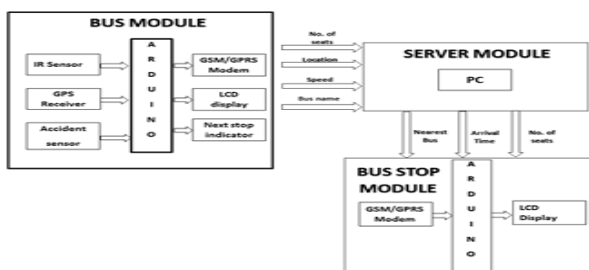 BUS MODULE
IR Sensor
GPS
Receiver
Accident
sensor
A
R
D
U
I
N
O
GSM/GPRS
Modem
LCD
display
Next stop
indicator
No. of
seats
Location
Speed
Bus name
SERVER MODULE
PC
Nearest
Bus
Arrival
Time
No. of
seats
BUS STOP
MODULE
GSM/GPRS
Modem
A
R
D
U
I
N
O
LCD
Display